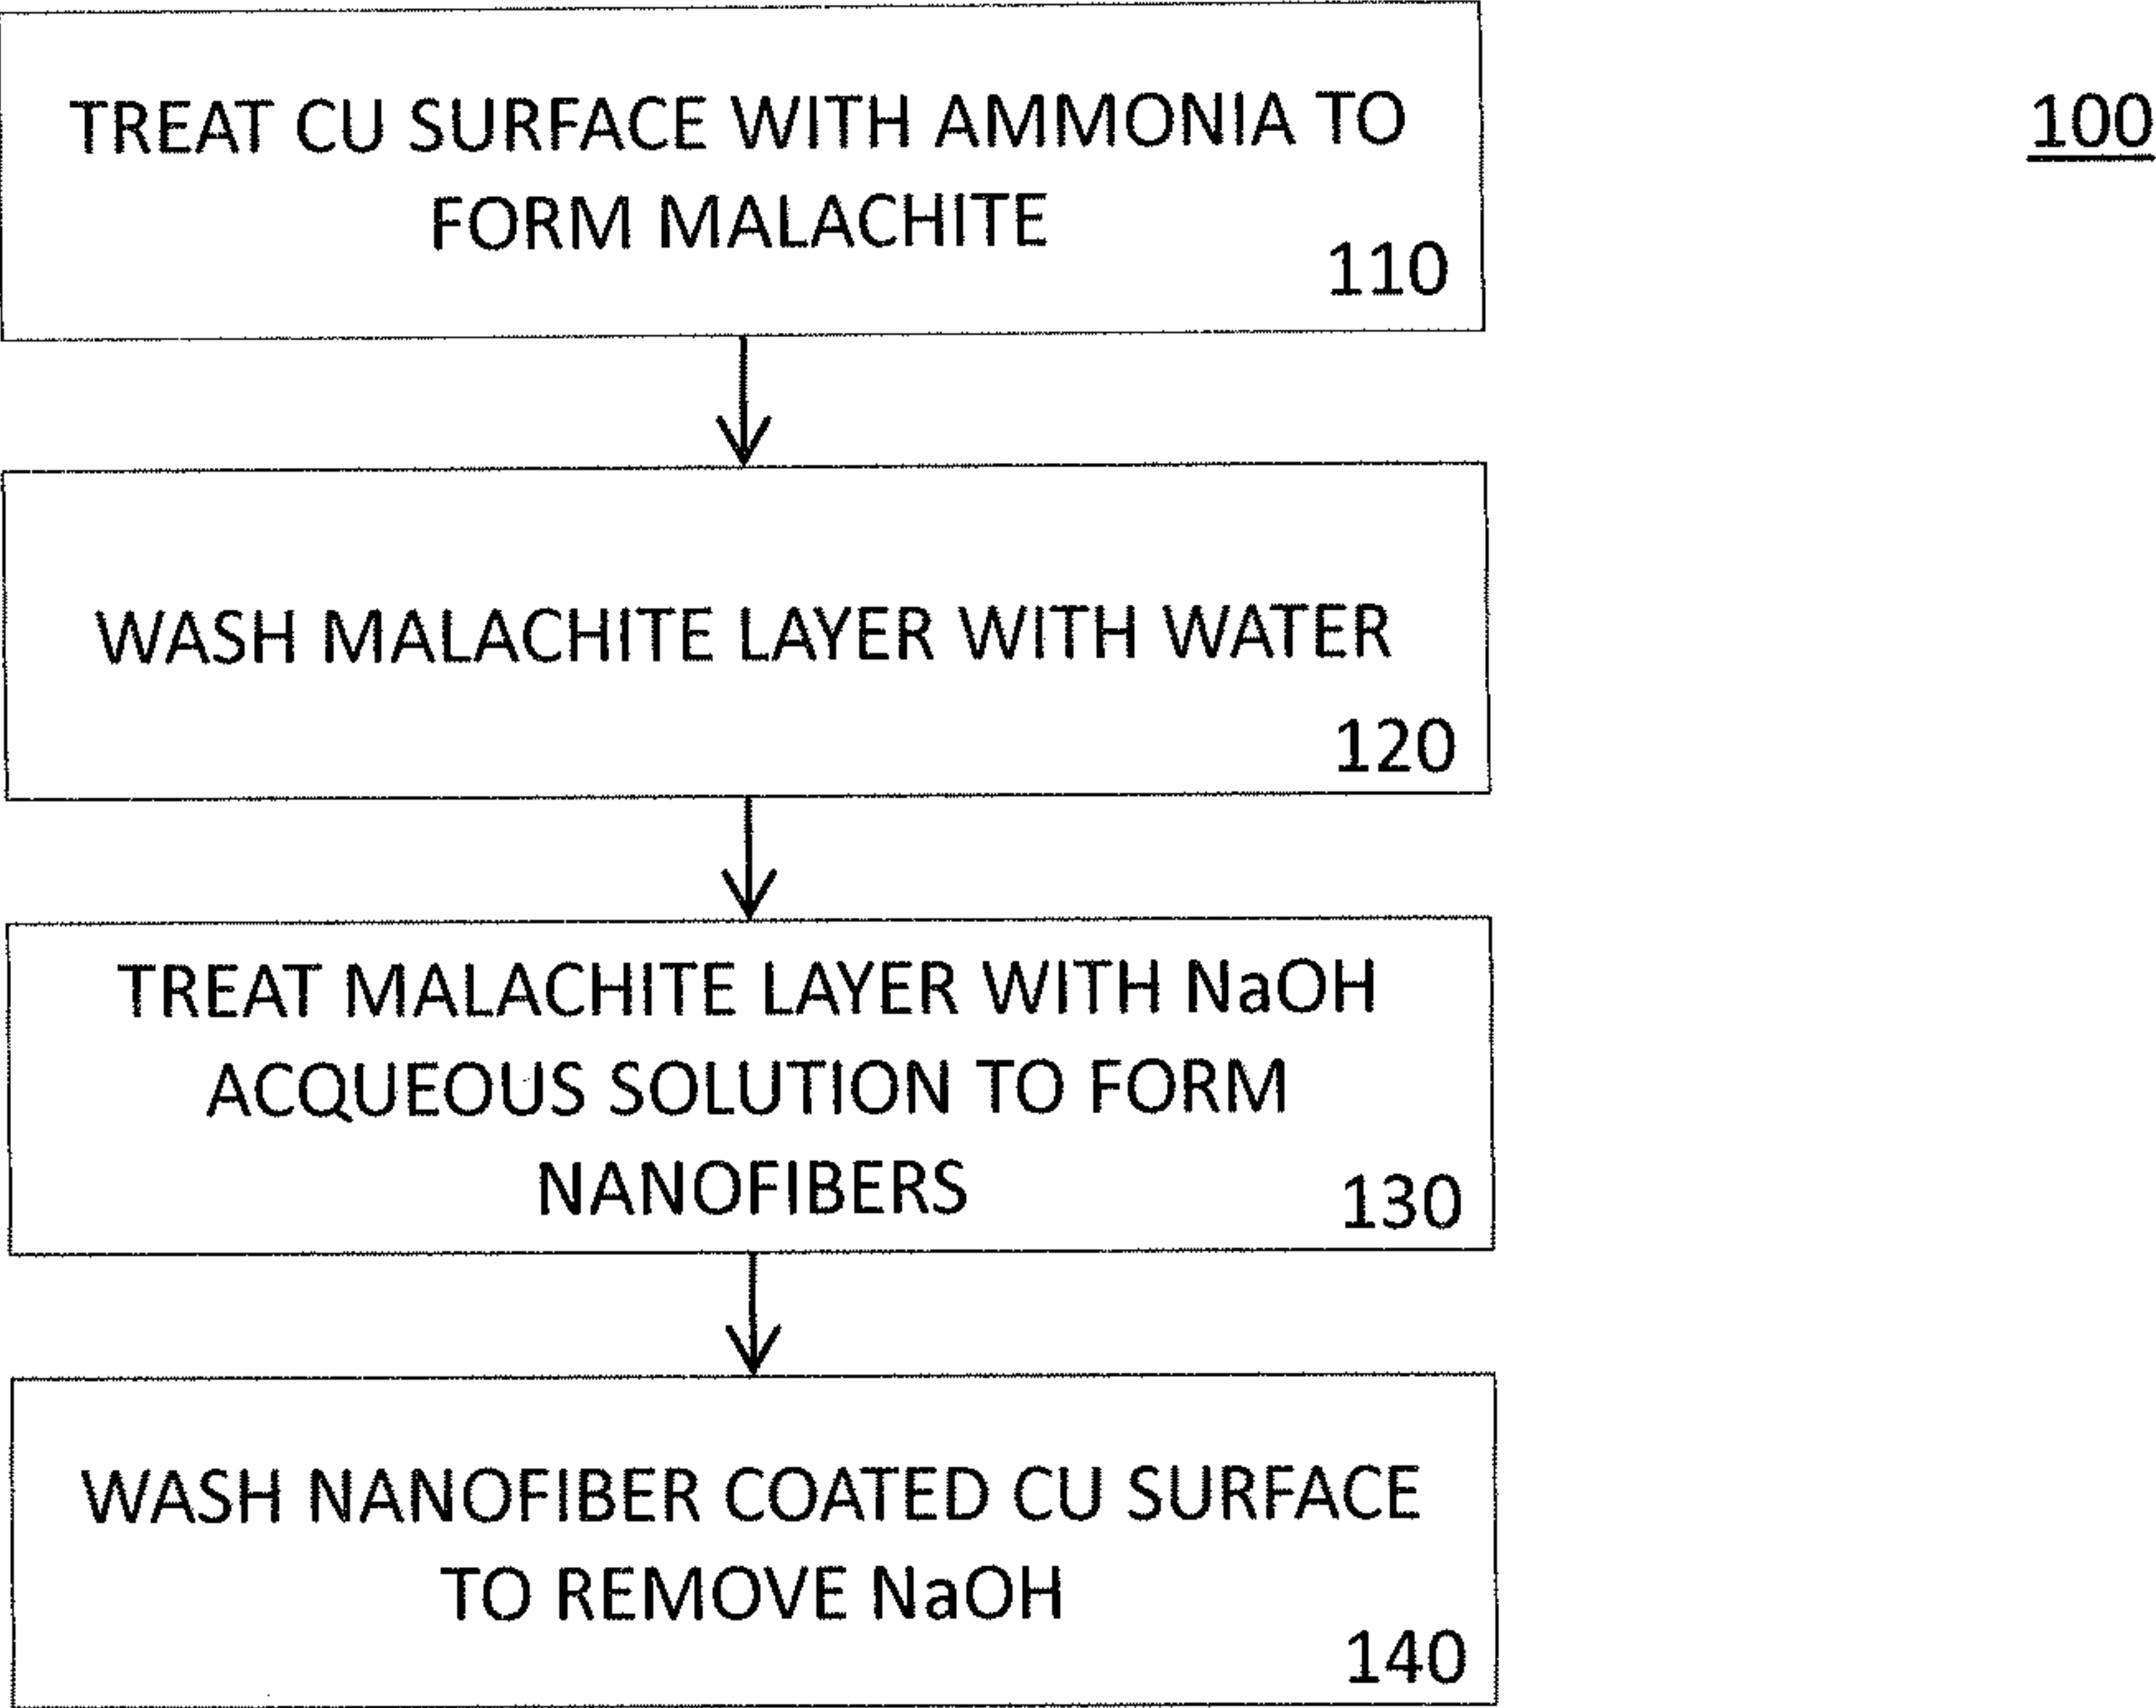 TREAT CU SURFACE WITH AMMONIA TO
FORM MALACHITE
110
100
WASH MALACHITE LAYER WITH WATER
120
TREAT MALACHITE LAYER WITH NaOH
ACQUEOUS SOLUTION TO FORM
NANOFIBERS
130
WASH NANOFIBER COATED CU SURFACE
TO REMOVE NaOH
140